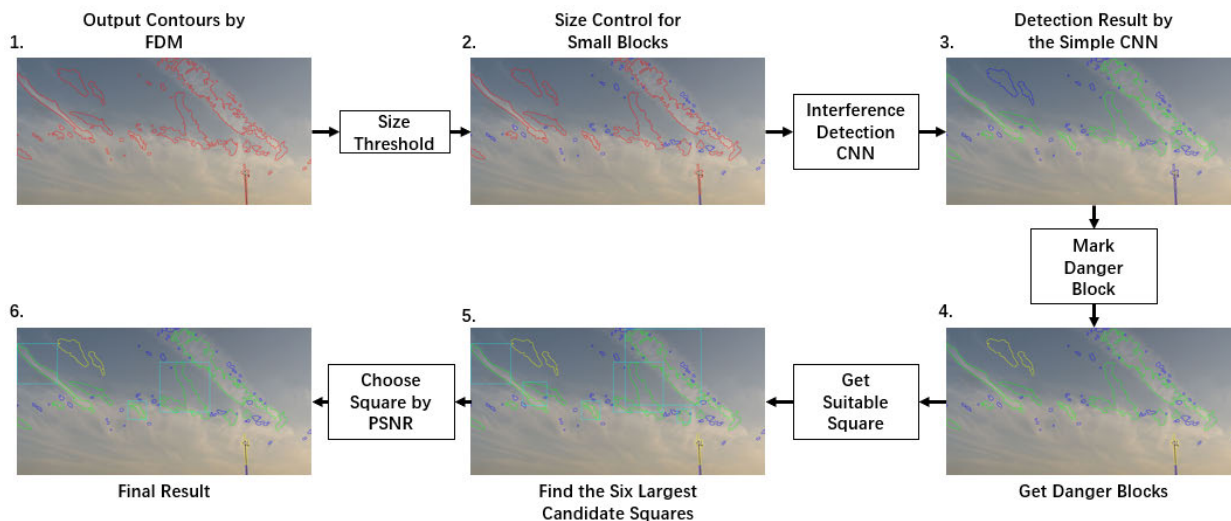 Output Contours by
FDM
1.
Size
Threshold
Size Control for
Small Blocks
2.
Interference
Detection
CNN
Detection Result by
the Simple CNN
3.
Mark
Danger
Block
4.
Get Danger Blocks
Get
Suitable
Square
5.
Find the Six Largest
Candidate Squares
Choose
Square by
PSNR
6.
Final Result